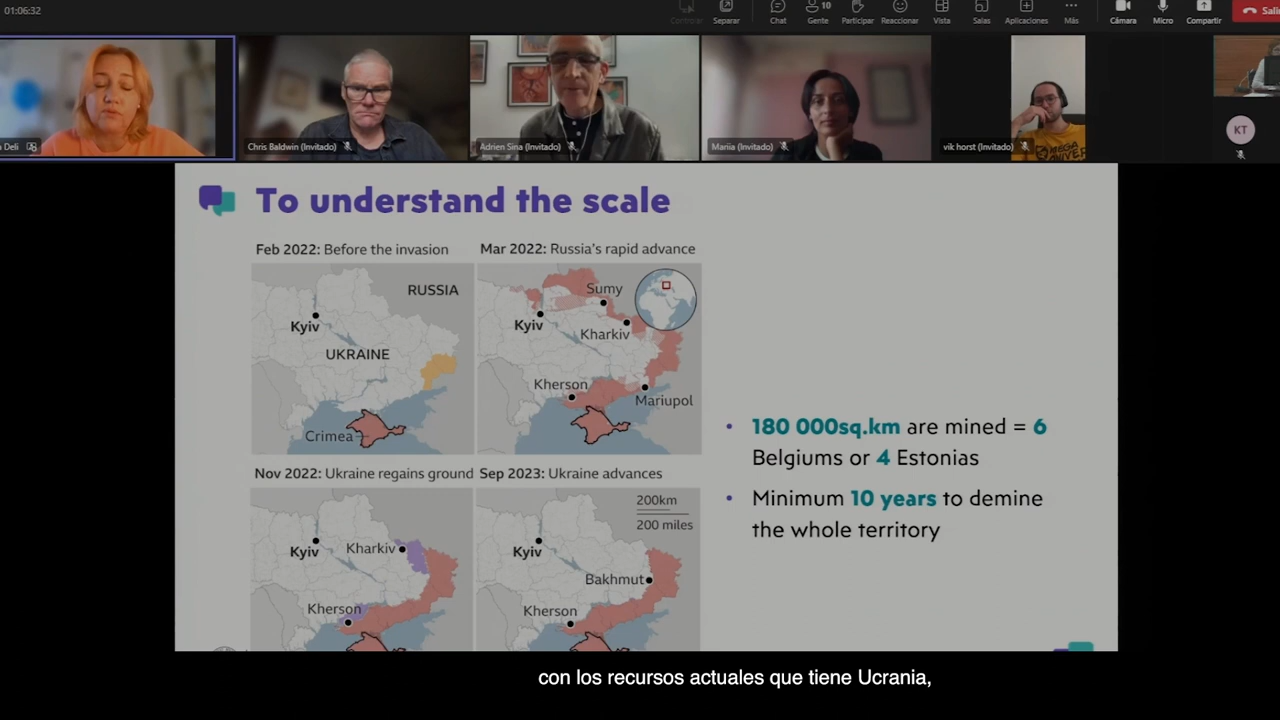 01:06:32
Controlar
Separar
Chat
10
Gente
Participar
Reaccionar
Vista
Salas
Aplicaciones
Más
Cámara
Micro
Compartir
Deli
Chris Baldwin (Invitado)
Adrien Sina (Invitado)
Mariia (Invitado)
vik horst (Invitado)
KT
To understand the scale
Feb 2022: Before the invasion
RUSSIA
Kyiv
UKRAINE
Crimea
Mar 2022: Russia's rapid advance
Sumy
Kyiv
Kharkiv
Kherson
Mariupol
Nov 2022: Ukraine regains ground
Kyiv
Kharkiv
Kherson
Sep 2023: Ukraine advances
200km
200 miles
Kyiv
Bakhmut
Kherson
• 180 000sq.km are mined = 6
Belgiums or 4 Estonias
• Minimum 10 years to demine
the whole territory
con los recursos actuales que tiene Ucrania,